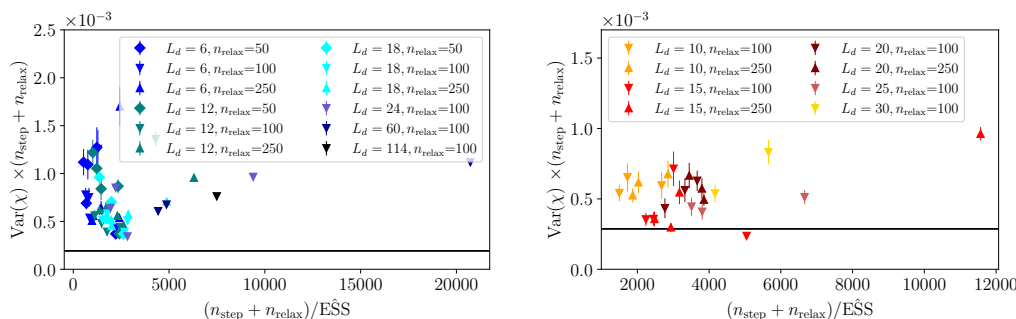 ×10⁻³
2.5
2.0
1.5
1.0
0.5
0.0
Var(χ) ×(n_step + n_relax)
L_d = 6, n_relax=50
L_d = 6, n_relax=100
L_d = 6, n_relax=250
L_d = 12, n_relax=50
L_d = 12, n_relax=100
L_d = 12, n_relax=250
L_d = 18, n_relax=50
L_d = 18, n_relax=100
L_d = 18, n_relax=250
L_d = 24, n_relax=100
L_d = 60, n_relax=100
L_d = 114, n_relax=100
0 5000 10000 15000 20000
(n_step + n_relax)/ESŜ
×10⁻³
1.5
1.0
0.5
0.0
Var(χ) ×(n_step + n_relax)
L_d = 10, n_relax=100
L_d = 10, n_relax=250
L_d = 15, n_relax=100
L_d = 15, n_relax=250
L_d = 20, n_relax=100
L_d = 20, n_relax=250
L_d = 25, n_relax=100
L_d = 30, n_relax=100
2000 4000 6000 8000 10000 12000
(n_step + n_relax)/ESŜ